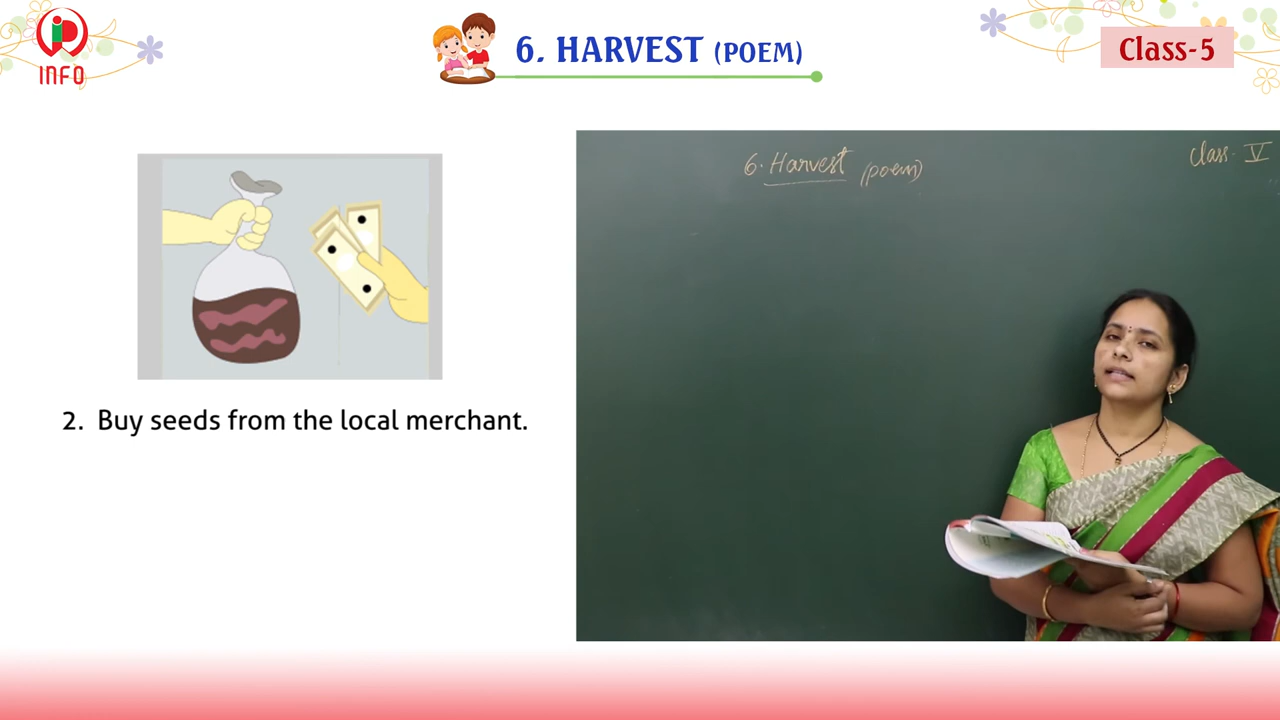 INFO
6. HARVEST (POEM)
Class-5
6. Harvest (poem)
Class- V
2. Buy seeds from the local merchant.